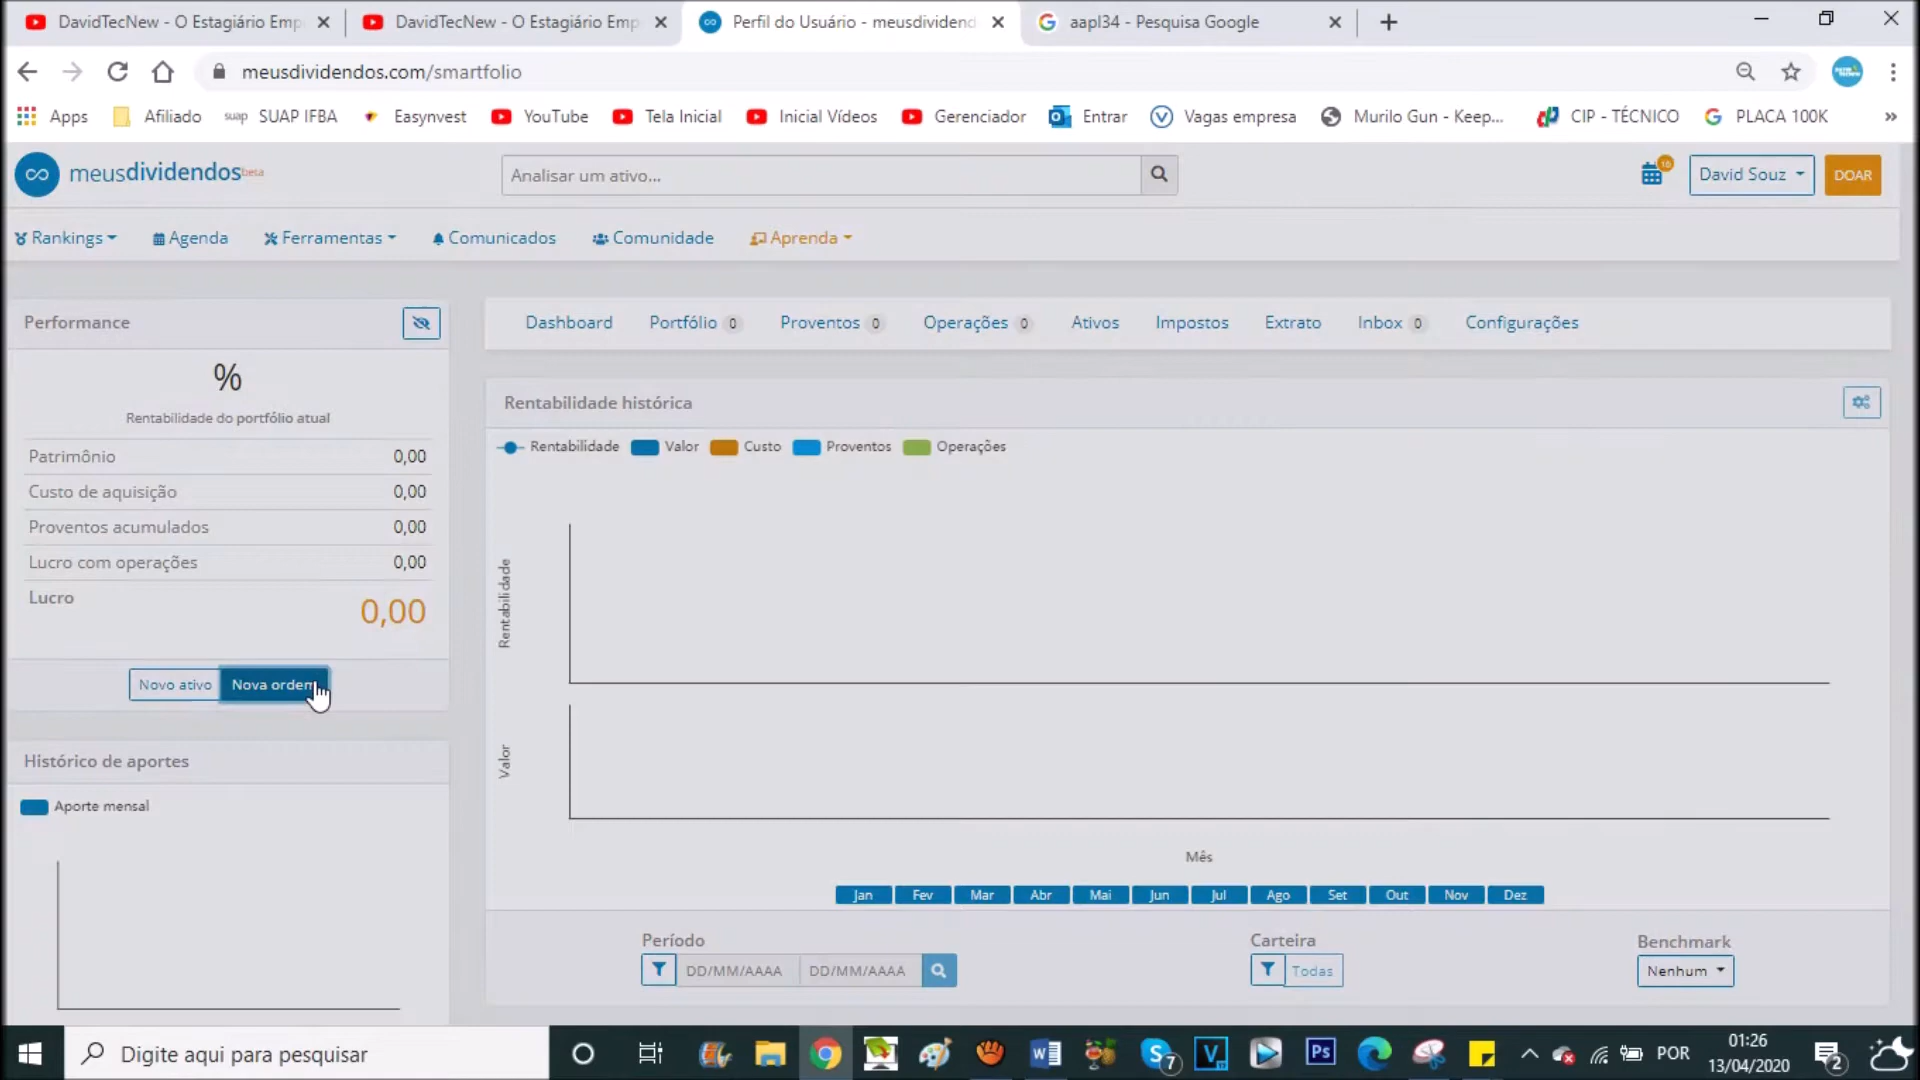 DavidTecNew - O Estagiário Emp
DavidTecNew - O Estagiário Emp
Perfil do Usuário - meusdividend
aapl34 - Pesquisa Google
meusdividendos.com/smartfolio
Apps
Afiliado
suap SUAP IFBA
Easynvest
YouTube
Tela Inicial
Inicial Vídeos
Gerenciador
Entrar
Vagas empresa
Murilo Gun - Keep...
CIP - TÉCNICO
PLACA 100K
»
meusdividendos beta
Analisar um ativo...
David Souz
DOAR
Rankings
Agenda
Ferramentas
Comunicados
Comunidade
Aprenda
Performance
Dashboard
Portfólio 0
Proventos 0
Operações 0
Ativos
Impostos
Extrato
Inbox 0
Configurações
%
Rentabilidade do portfólio atual
Patrimônio 0,00
Custo de aquisição 0,00
Proventos acumulados 0,00
Lucro com operações 0,00
Lucro 0,00
Novo ativo
Nova ordem
Histórico de aportes
Aporte mensal
Rentabilidade histórica
Rentabilidade Valor Custo Proventos Operações
Rentabilidade
Valor
Mês
Jan Fev Mar Abr Mai Jun Jul Ago Set Out Nov Dez
Período
DD/MM/AAAA DD/MM/AAAA
Carteira
Todas
Benchmark
Nenhum
Digite aqui para pesquisar
W
S 7
V
Ps
POR
01:26
13/04/2020
2